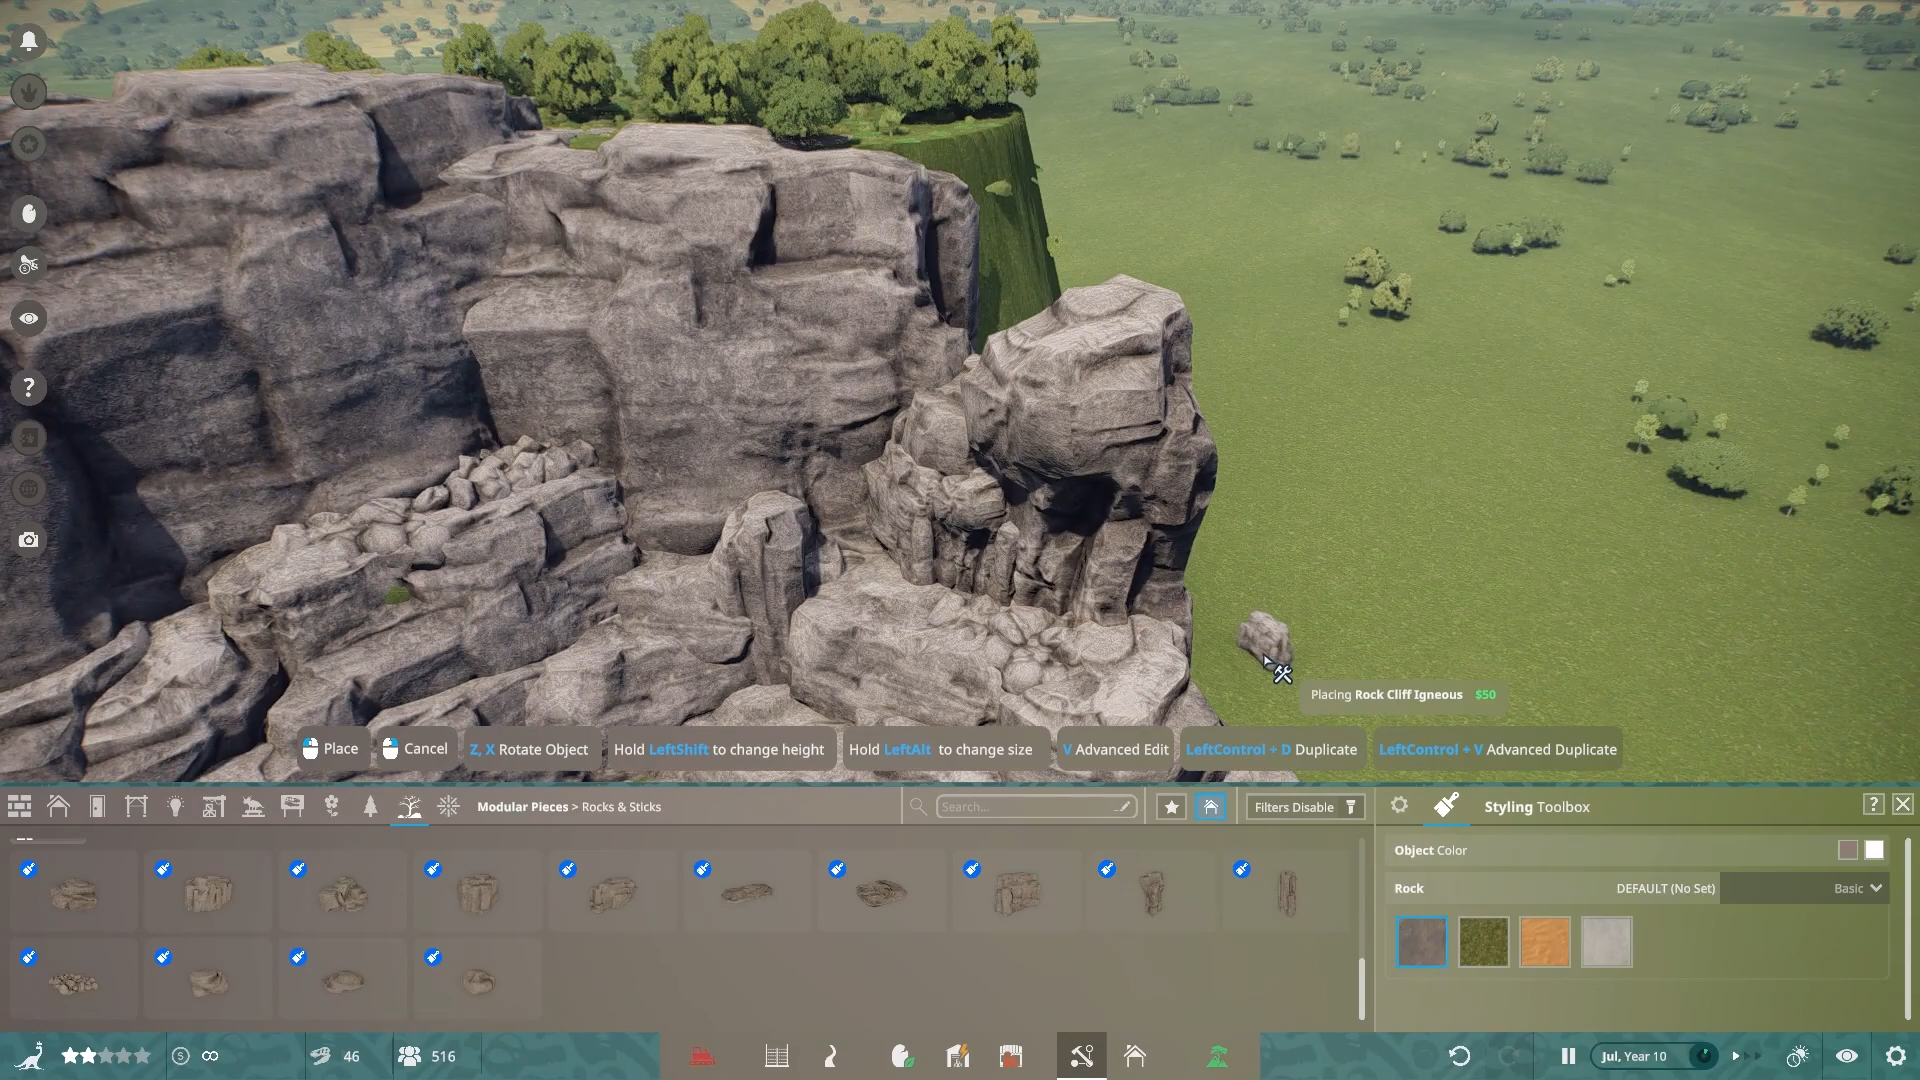 ?
Placing Rock Cliff Igneous $50
Place
Cancel
Z, X Rotate Object
Hold LeftShift to change height
Hold LeftAlt to change size
V Advanced Edit
LeftControl + D Duplicate
LeftControl + V Advanced Duplicate
Modular Pieces > Rocks & Sticks
Search...
Filters Disable
Styling Toolbox
?
Object Color
Rock DEFAULT (No Set) Basic
46
516
Jul, Year 10